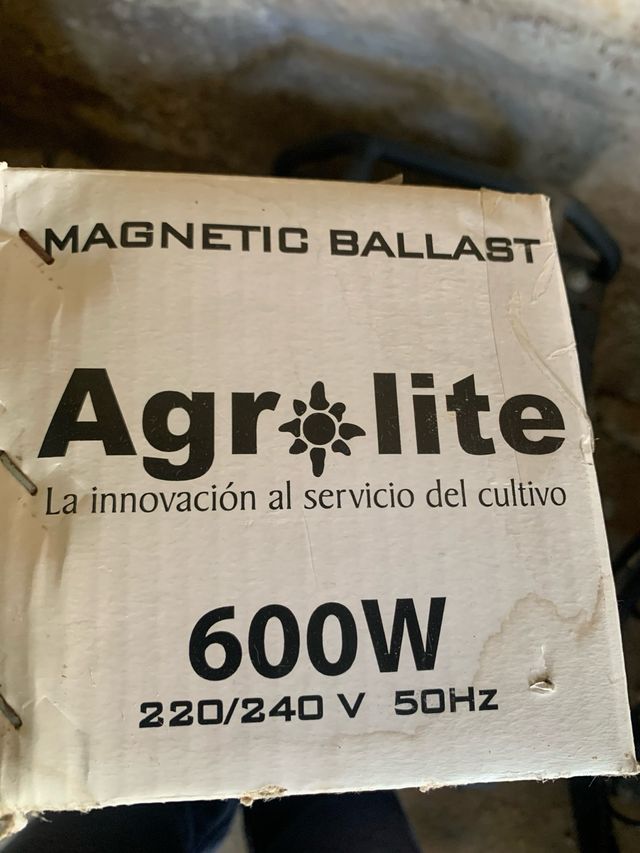 MAGNETIC BALLAST
Agrolite
La innovación al servicio del cultivo
600W
220/240 V 50Hz